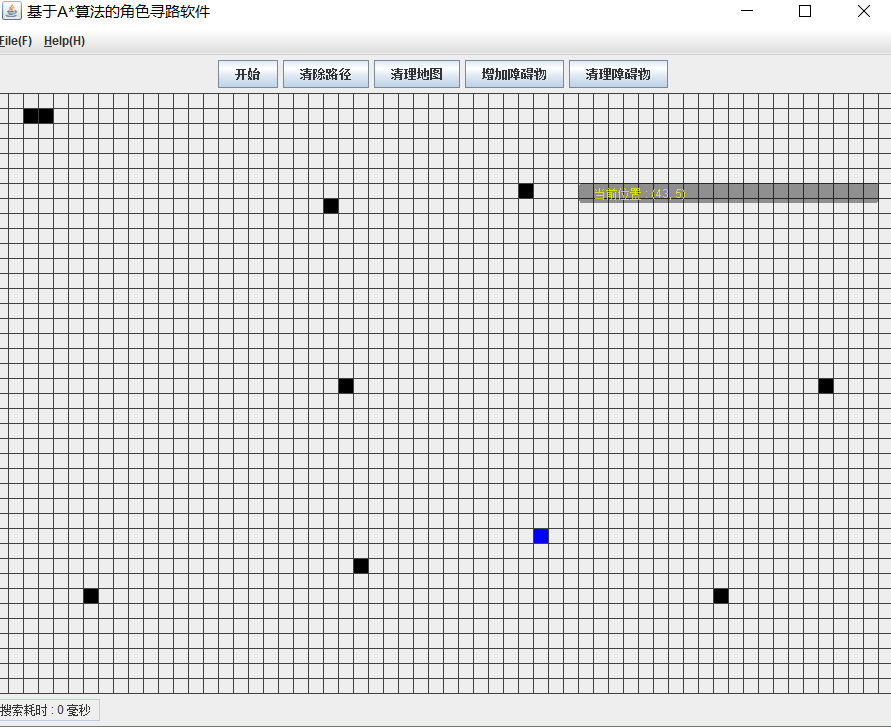 基于A*算法的角色寻路软件
File(F) Help(H)
开始 清除路径 清理地图 增加障碍物 清理障碍物
当前位置 : (43, 5)
搜索耗时 : 0 毫秒